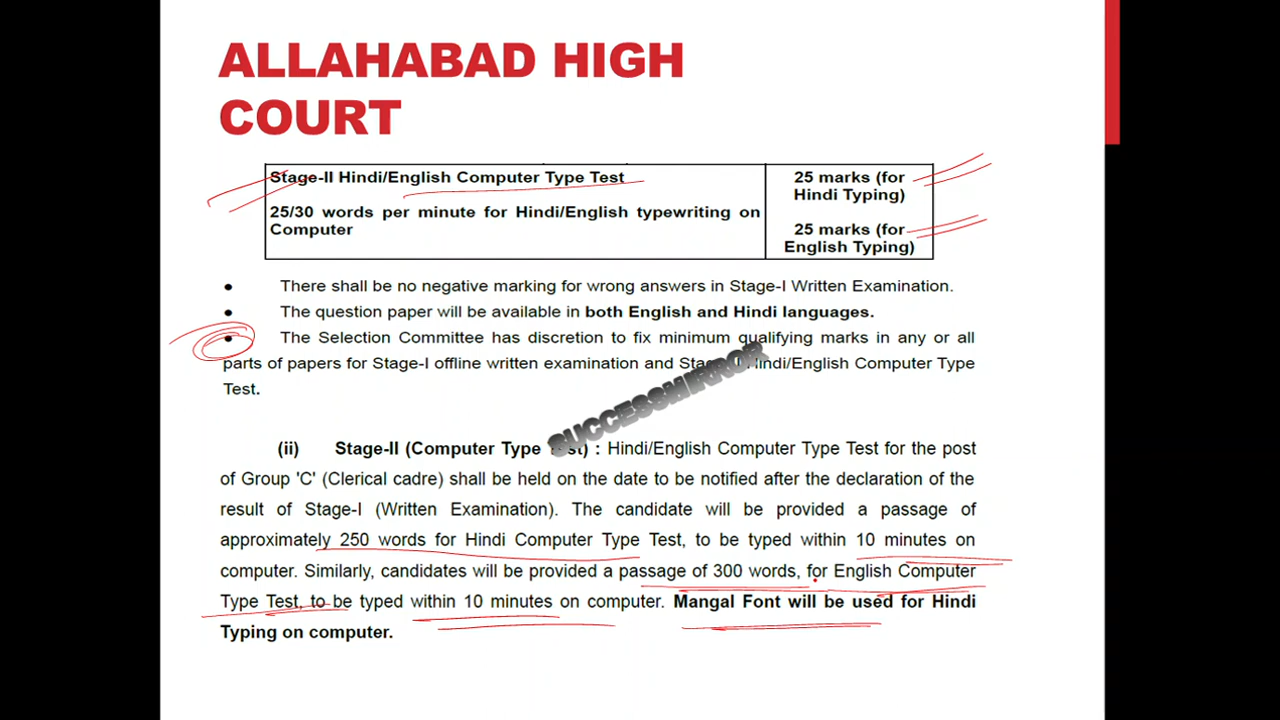 ALLAHABAD HIGH
COURT
Stage-II Hindi/English Computer Type Test
25/30 words per minute for Hindi/English typewriting on
Computer
25 marks (for
Hindi Typing)
25 marks (for
English Typing)
• There shall be no negative marking for wrong answers in Stage-I Written Examination.
• The question paper will be available in both English and Hindi languages.
• The Selection Committee has discretion to fix minimum qualifying marks in any or all
parts of papers for Stage-I offline written examination and Hindi/English Computer Type
Test.
SUCCESSMIRROR
(ii) Stage-II (Computer Type Test) : Hindi/English Computer Type Test for the post
of Group 'C' (Clerical cadre) shall be held on the date to be notified after the declaration of the
result of Stage-I (Written Examination). The candidate will be provided a passage of
approximately 250 words for Hindi Computer Type Test, to be typed within 10 minutes on
computer. Similarly, candidates will be provided a passage of 300 words, for English Computer
Type Test, to be typed within 10 minutes on computer. Mangal Font will be used for Hindi
Typing on computer.